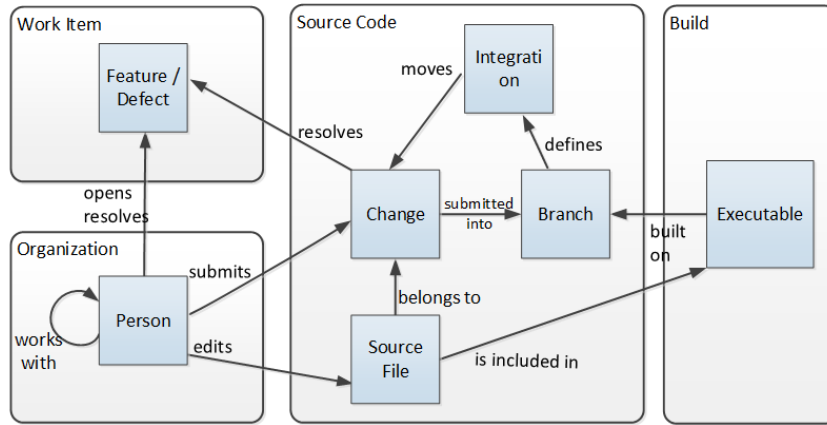 Work Item
Source Code
Build
Feature /
Defect
Integrati
on
moves
resolves
defines
opens
resolves
Change
submitted
into
Branch
Executable
built
on
Organization
submits
belongs to
Person
works
with
edits
Source
File
is included in